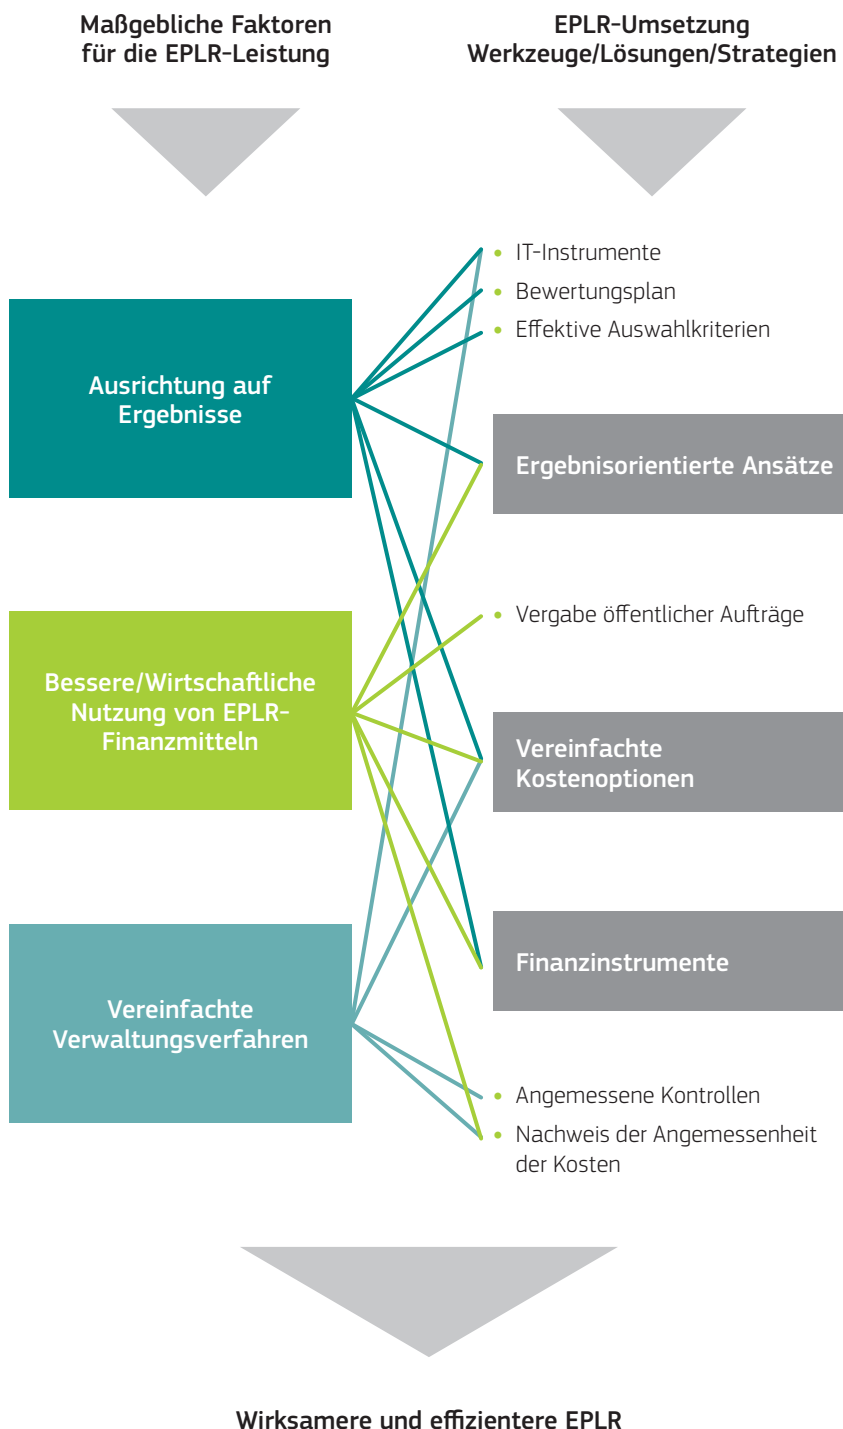 Maßgebliche Faktoren
für die EPLR-Leistung
EPLR-Umsetzung
Werkzeuge/Lösungen/Strategien
Ausrichtung auf
Ergebnisse
Bessere/Wirtschaftliche
Nutzung von EPLR-
Finanzmitteln
Vereinfachte
Verwaltungsverfahren
• IT-Instrumente
• Bewertungsplan
• Effektive Auswahlkriterien
Ergebnisorientierte Ansätze
• Vergabe öffentlicher Aufträge
Vereinfachte
Kostenoptionen
Finanzinstrumente
• Angemessene Kontrollen
• Nachweis der Angemessenheit
der Kosten
Wirksamere und effizientere EPLR